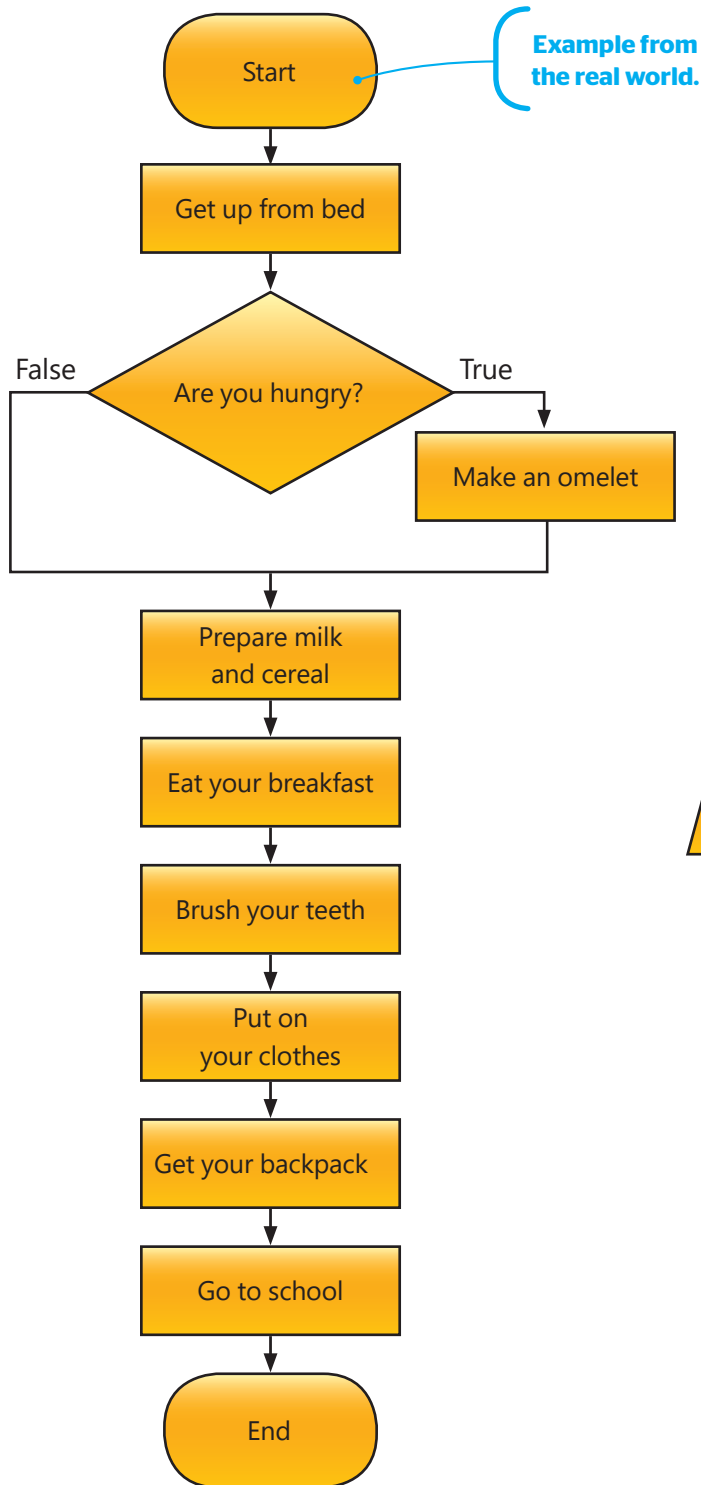 Start
Example from
the real world.
Get up from bed
False
True
Are you hungry?
Make an omelet
Prepare milk
and cereal
Eat your breakfast
Brush your teeth
Put on
your clothes
Get your backpack
Go to school
End